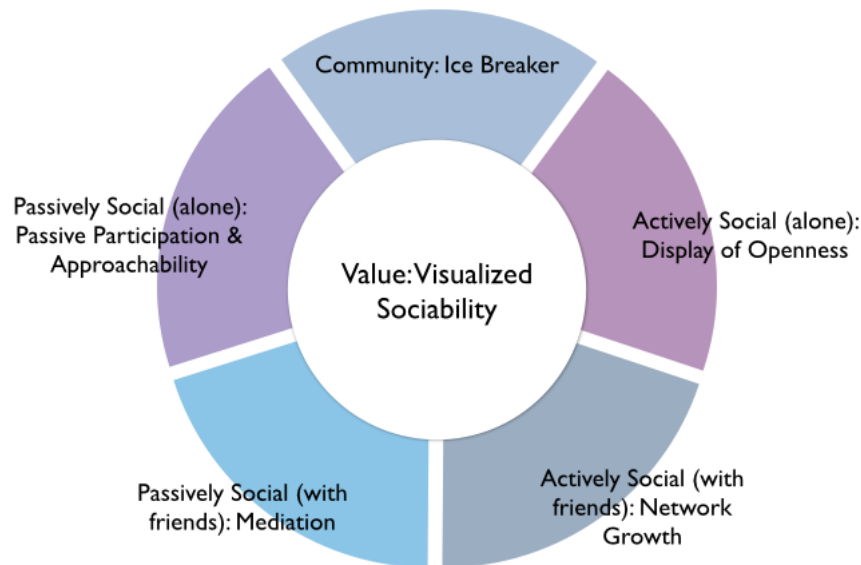 Community: Ice Breaker
Passively Social (alone):
Passive Participation &
Approachability
Actively Social (alone):
Display of Openness
Value: Visualized
Sociability
Passively Social (with
friends): Mediation
Actively Social (with
friends): Network
Growth